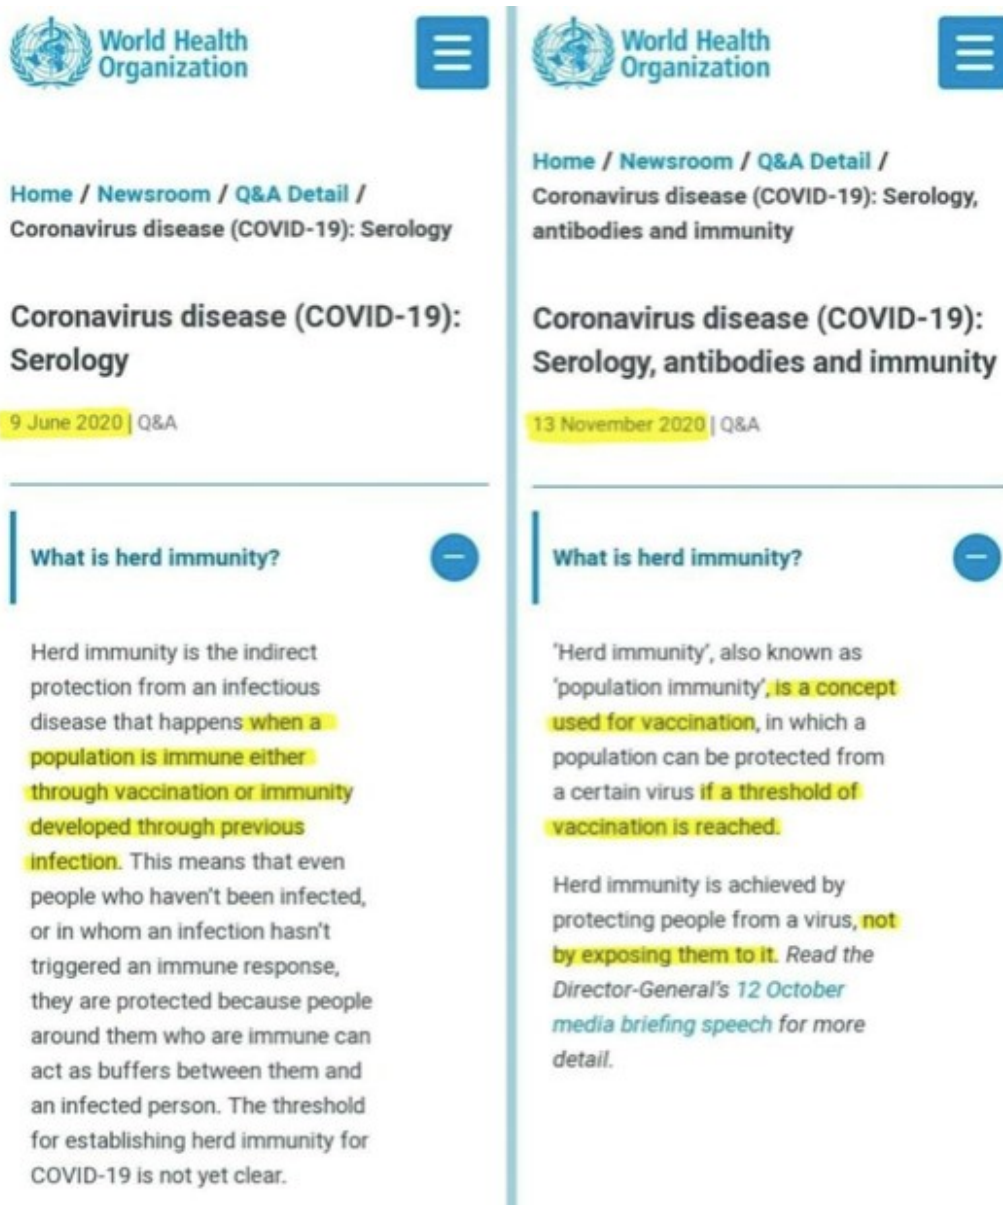 World Health
Organization
Home / Newsroom / Q&A Detail /
Coronavirus disease (COVID-19): Serology
Coronavirus disease (COVID-19):
Serology
9 June 2020 | Q&A
What is herd immunity?
Herd immunity is the indirect
protection from an infectious
disease that happens when a
population is immune either
through vaccination or immunity
developed through previous
infection. This means that even
people who haven't been infected,
or in whom an infection hasn't
triggered an immune response,
they are protected because people
around them who are immune can
act as buffers between them and
an infected person. The threshold
for establishing herd immunity for
COVID-19 is not yet clear.
World Health
Organization
Home / Newsroom / Q&A Detail /
Coronavirus disease (COVID-19): Serology,
antibodies and immunity
Coronavirus disease (COVID-19):
Serology, antibodies and immunity
13 November 2020 | Q&A
What is herd immunity?
'Herd immunity', also known as
'population immunity', is a concept
used for vaccination, in which a
population can be protected from
a certain virus if a threshold of
vaccination is reached.
Herd immunity is achieved by
protecting people from a virus, not
by exposing them to it. Read the
Director-General's 12 October
media briefing speech for more
detail.